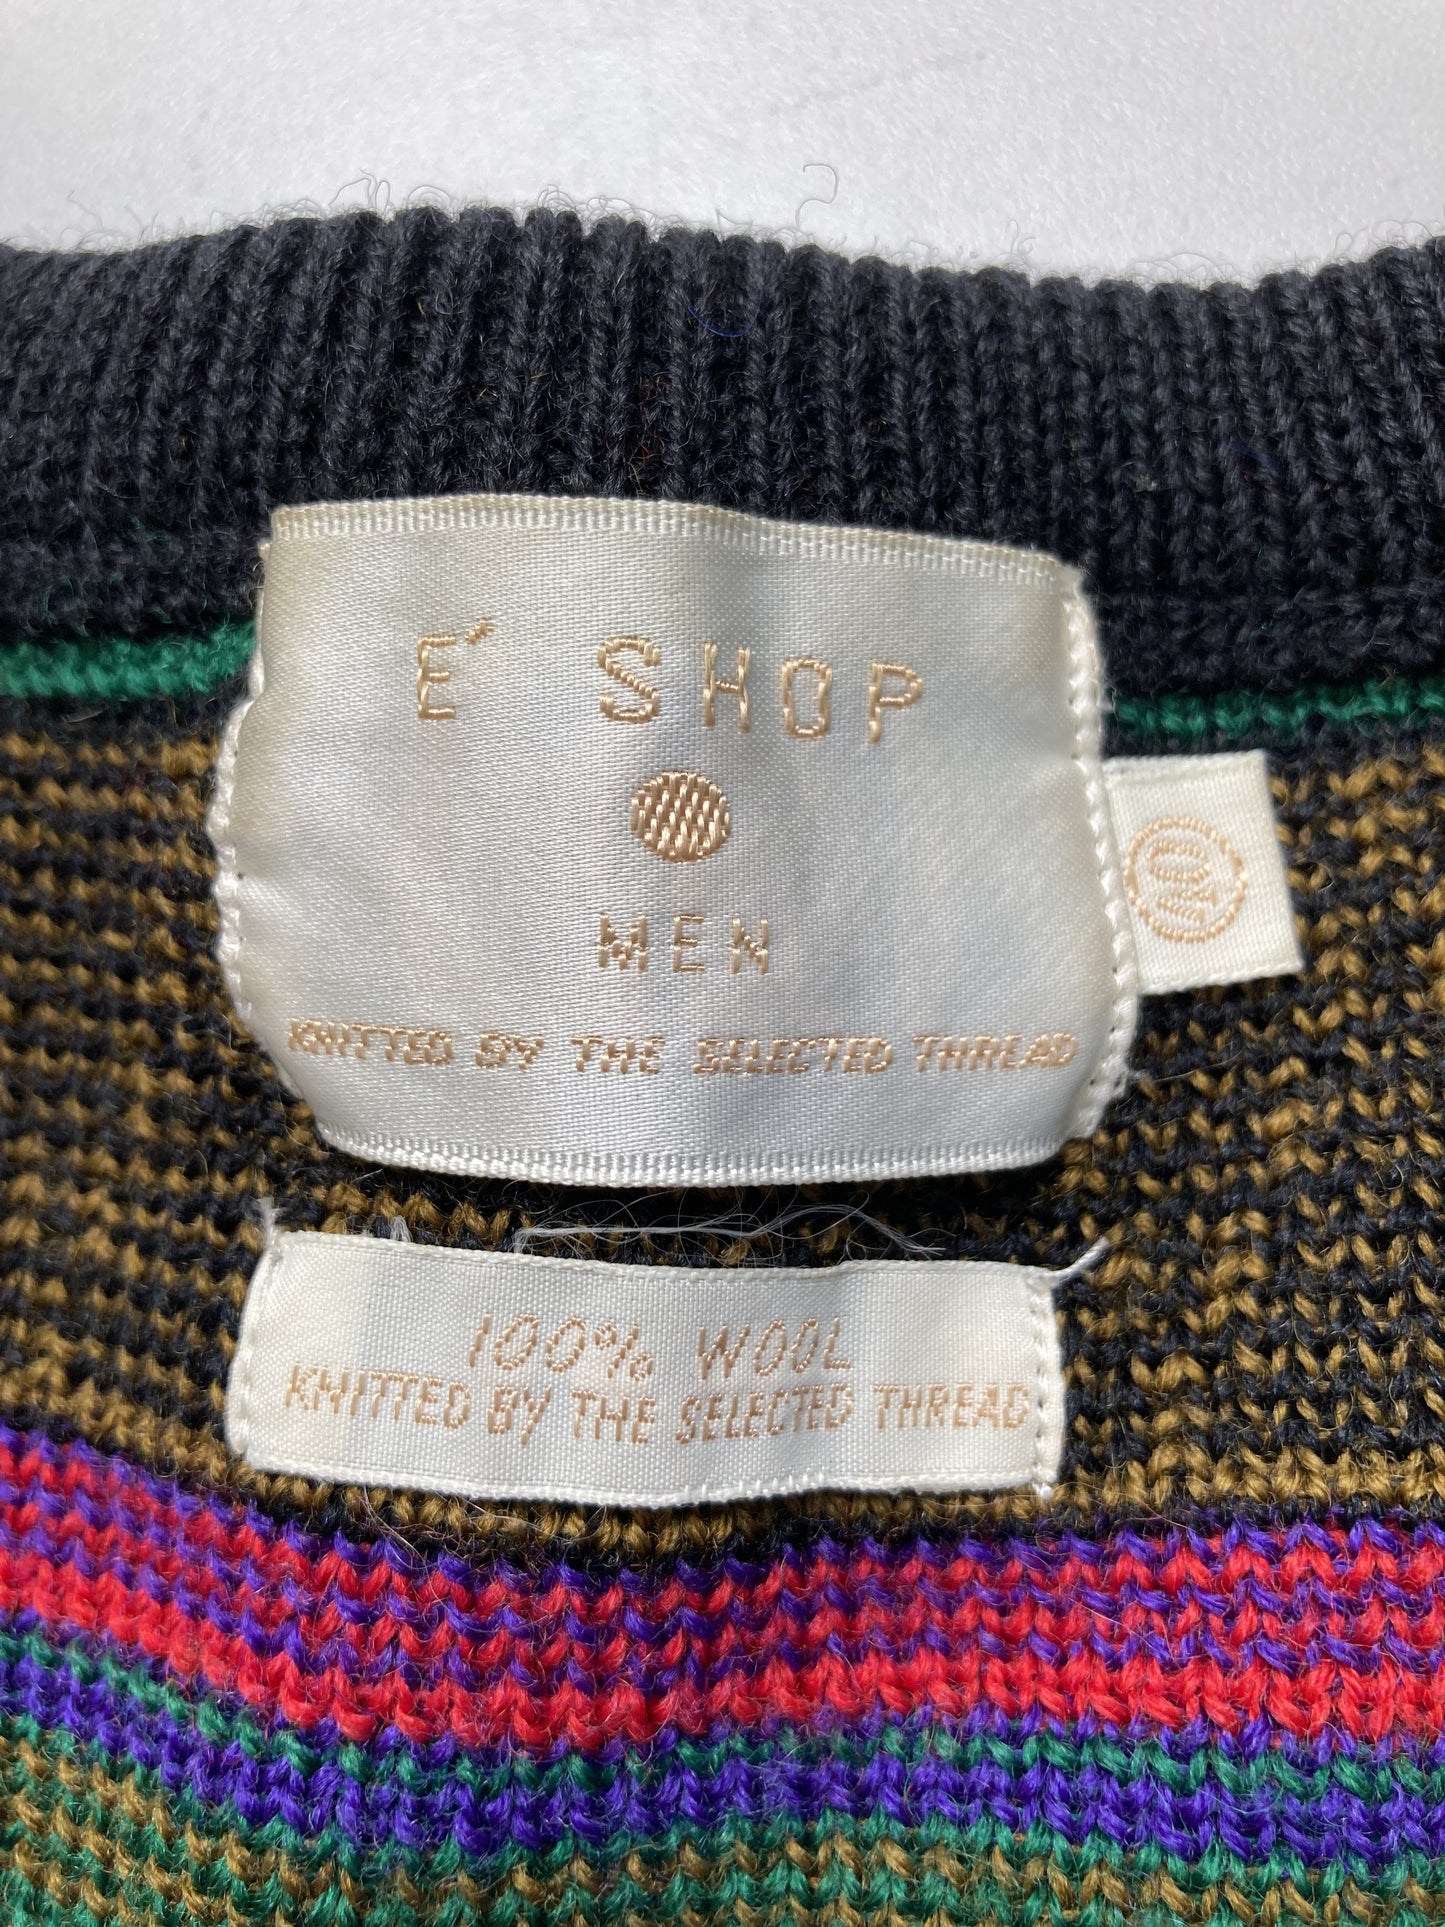 E´ SHOP
MEN
KNITTED BY THE SELECTED THREAD
100% WOOL
KNITTED BY THE SELECTED THREAD